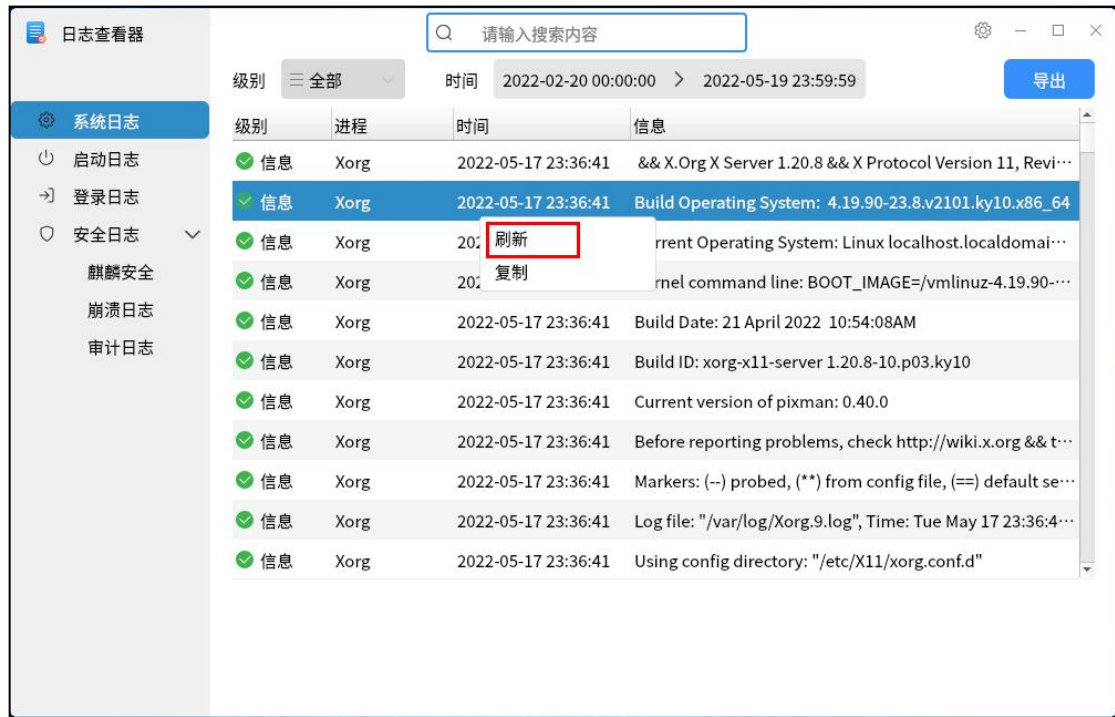 日志查看器
请输入搜索内容
级别 全部 时间 2022-02-20 00:00:00 > 2022-05-19 23:59:59 导出
系统日志
启动日志
登录日志
安全日志
麒麟安全
崩溃日志
审计日志
级别 进程 时间 信息
信息 Xorg 2022-05-17 23:36:41 && X.Org X Server 1.20.8 && X Protocol Version 11, Revi···
信息 Xorg 2022-05-17 23:36:41 Build Operating System: 4.19.90-23.8.v2101.ky10.x86_64
信息 Xorg 202 rrent Operating System: Linux localhost.localdomai···
信息 Xorg 202 rnel command line: BOOT_IMAGE=/vmlinuz-4.19.90-···
刷新
复制
信息 Xorg 2022-05-17 23:36:41 Build Date: 21 April 2022 10:54:08AM
信息 Xorg 2022-05-17 23:36:41 Build ID: xorg-x11-server 1.20.8-10.p03.ky10
信息 Xorg 2022-05-17 23:36:41 Current version of pixman: 0.40.0
信息 Xorg 2022-05-17 23:36:41 Before reporting problems, check http://wiki.x.org && t···
信息 Xorg 2022-05-17 23:36:41 Markers: (--) probed, (**) from config file, (==) default se···
信息 Xorg 2022-05-17 23:36:41 Log file: "/var/log/Xorg.9.log", Time: Tue May 17 23:36:4···
信息 Xorg 2022-05-17 23:36:41 Using config directory: "/etc/X11/xorg.conf.d"